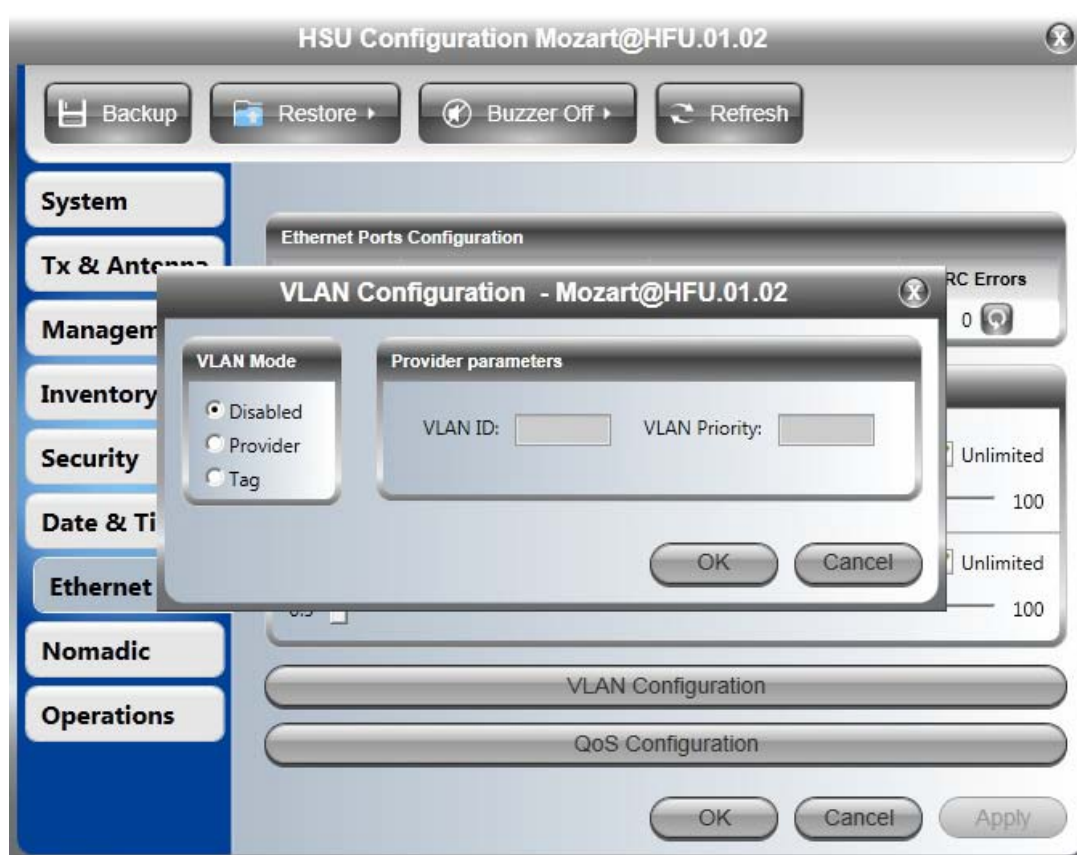 HSU Configuration Mozart@HFU.01.02
Backup Restore Buzzer Off Refresh
System
Tx & Antenna
Managem
Inventory
Security
Date & Ti
Ethernet
Nomadic
Operations
Ethernet Ports Configuration
RC Errors
0
VLAN Configuration - Mozart@HFU.01.02
VLAN Mode
Disabled
Provider
Tag
Provider parameters
VLAN ID: VLAN Priority:
OK Cancel
Unlimited
100
Unlimited
100
VLAN Configuration
QoS Configuration
OK Cancel Apply